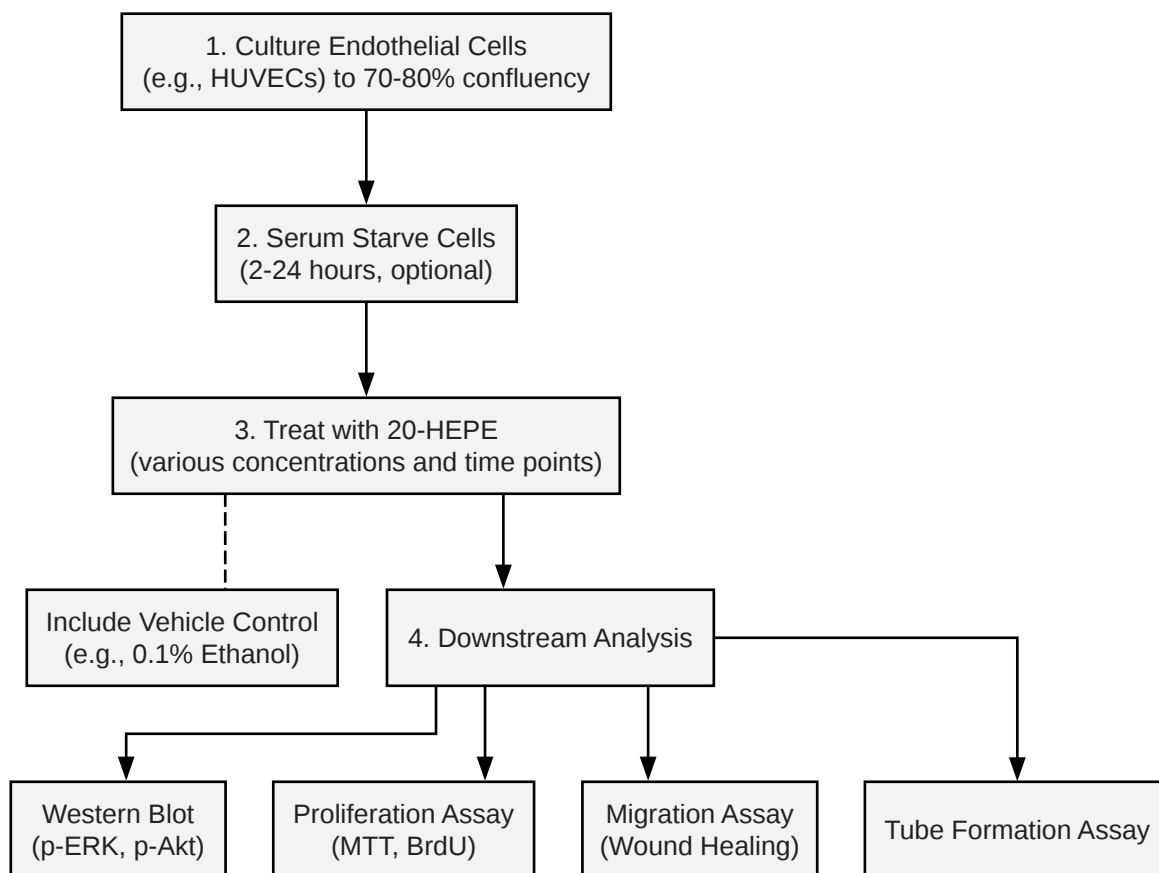 1. Culture Endothelial Cells
(e.g., HUVECs) to 70-80% confluency
2. Serum Starve Cells
(2-24 hours, optional)
3. Treat with 20-HEPE
(various concentrations and time points)
Include Vehicle Control
(e.g., 0.1% Ethanol)
4. Downstream Analysis
Western Blot
(p-ERK, p-Akt)
Proliferation Assay
(MTT, BrdU)
Migration Assay
(Wound Healing)
Tube Formation Assay